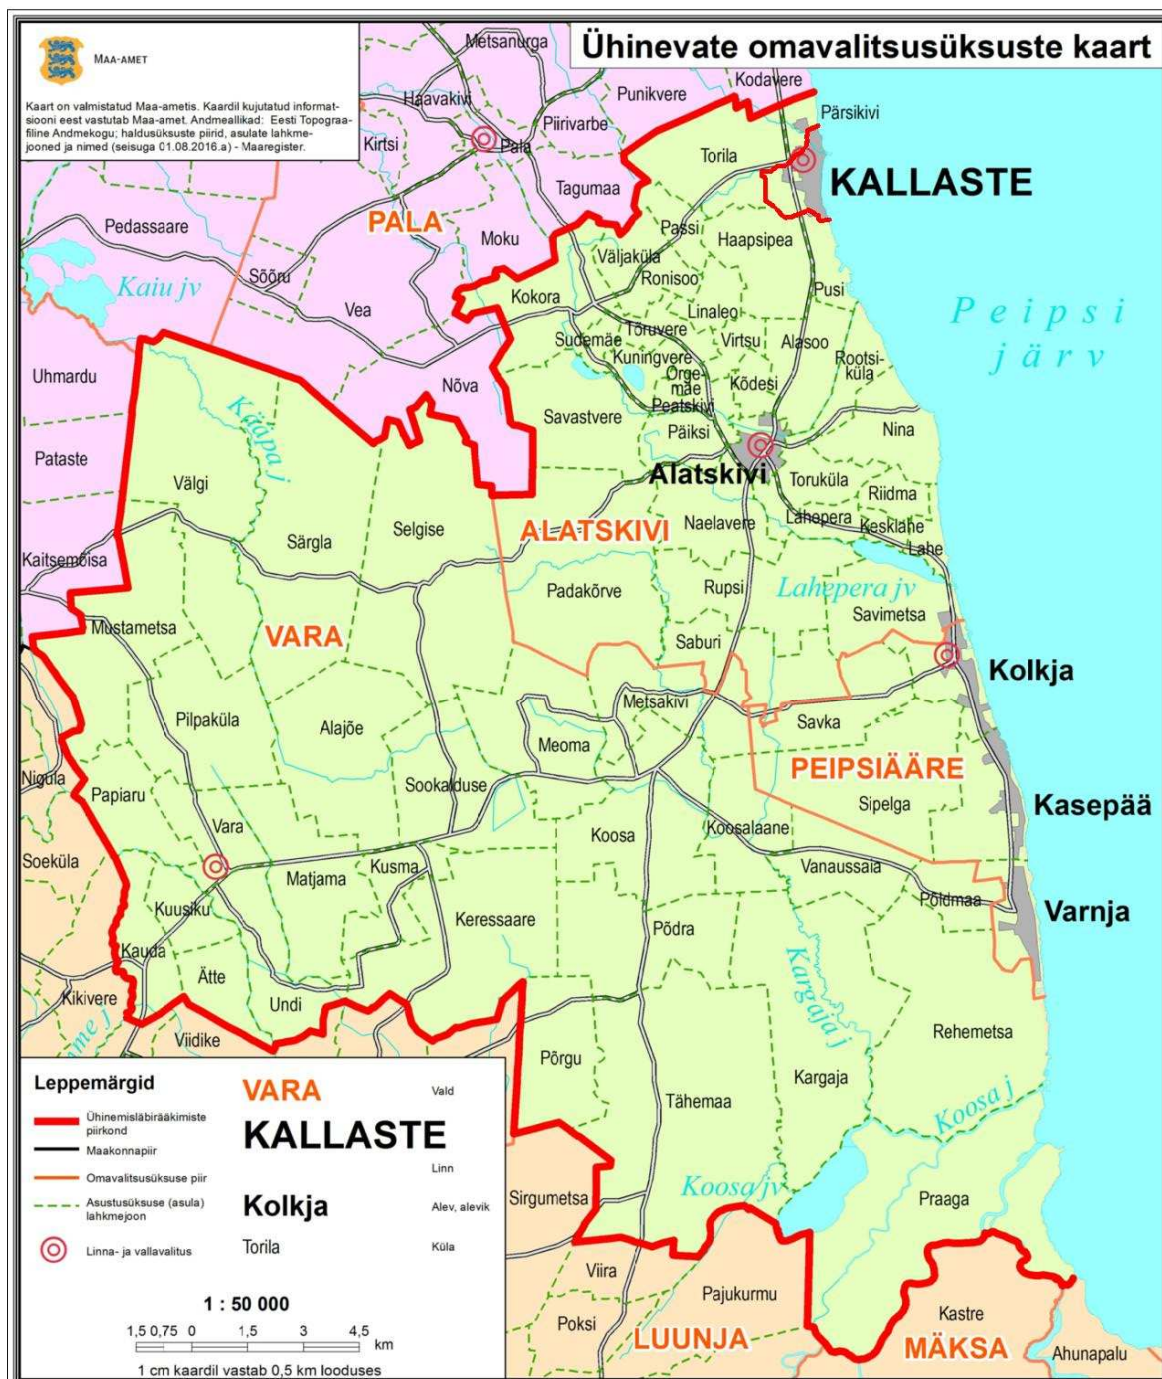 Ühinevate omavalitsusüksuste kaart
MAA-AMET
Kaart on valmistatud Maa-ametis. Kaardil kujutatud informat-
siooni eest vastutab Maa-amet. Andmeallikad: Eesti Topograa-
filine Andmekogu; haldusüksuste piirid, asulate lahkme-
jooned ja nimed (seisuga 01.08.2016.a) - Maaregister.
Metsanurga
Kodavere
Haavakivi
Punikvere
Pärsikivi
Piirivarbe
Kirtsi
Pala
Torila
KALLASTE
Tagumaa
PALA
Pedassaare
Passi
Moku
Haapsipea
Väljaküla
Sõõru
Ronisoo
Kaiu jv
Pusi
Kokora
Vea
Linaleo
Peipsi
järv
Tõruvere
Sudemäe
Virtsu
Alasoo
Kuningvere
Rootsi-
küla
Uhmardu
Orge-
mäe
Kõdesi
Nõva
Peatskivi
Kääpa j
Savastvere
Päiksi
Nina
Pataste
Alatskivi
Välgi
Toruküla
Riidma
Lahepera
Kesklahe
Naelavere
ALATSKIVI
Selgise
Särgla
Lahe
Kaitsemõisa
Padakõrve
Rupsi
Lahepera jv
Savimetsa
Mustametsa
VARA
Saburi
Kolkja
Metsakivi
Pilpaküla
Savka
Alajõe
Meoma
PEIPSIÄÄRE
Nigula
Sookalduse
Papiaru
Sipelga
Kasepää
Vara
Koosa
Koosalaane
Soeküla
Kusma
Vanaussaia
Matjama
Põldmaa
Kuusiku
Keressaare
Varnja
Põdra
Kauda
Ätte
Kargaja j
Kikivere
Undi
Rehemetsa
Viidike
Põrgu
Kargaja
Tähemaa
Koosa j
Koosa jv
Sirgumetsa
Praaga
Viira
Pajukurmu
Kastre
Poksi
LUUNJA
MÄKSA
Ahunapalu
Leppemärgid
Ühinemisläbirääkimiste
piirkond
Maakonnapiir
Omavalitsusüksuse piir
Asustusüksuse (asula)
lahkmejoon
Linna- ja vallavalitus
VARA Vald
KALLASTE Linn
Kolkja Alev, alevik
Torila Küla
1 : 50 000
1,5 0,75 0 1,5 3 4,5 km
1 cm kaardil vastab 0,5 km looduses